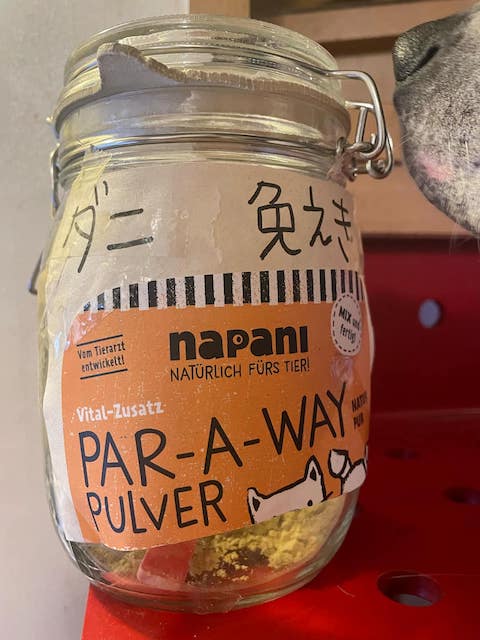 ダニ 免えき
Vom Tierarzt
entwickelt!
napani
NATÜRLICH FÜRS TIER!
MIX und
fertig!
Vital-Zusatz
PAR-A-WAY
PULVER
PUR